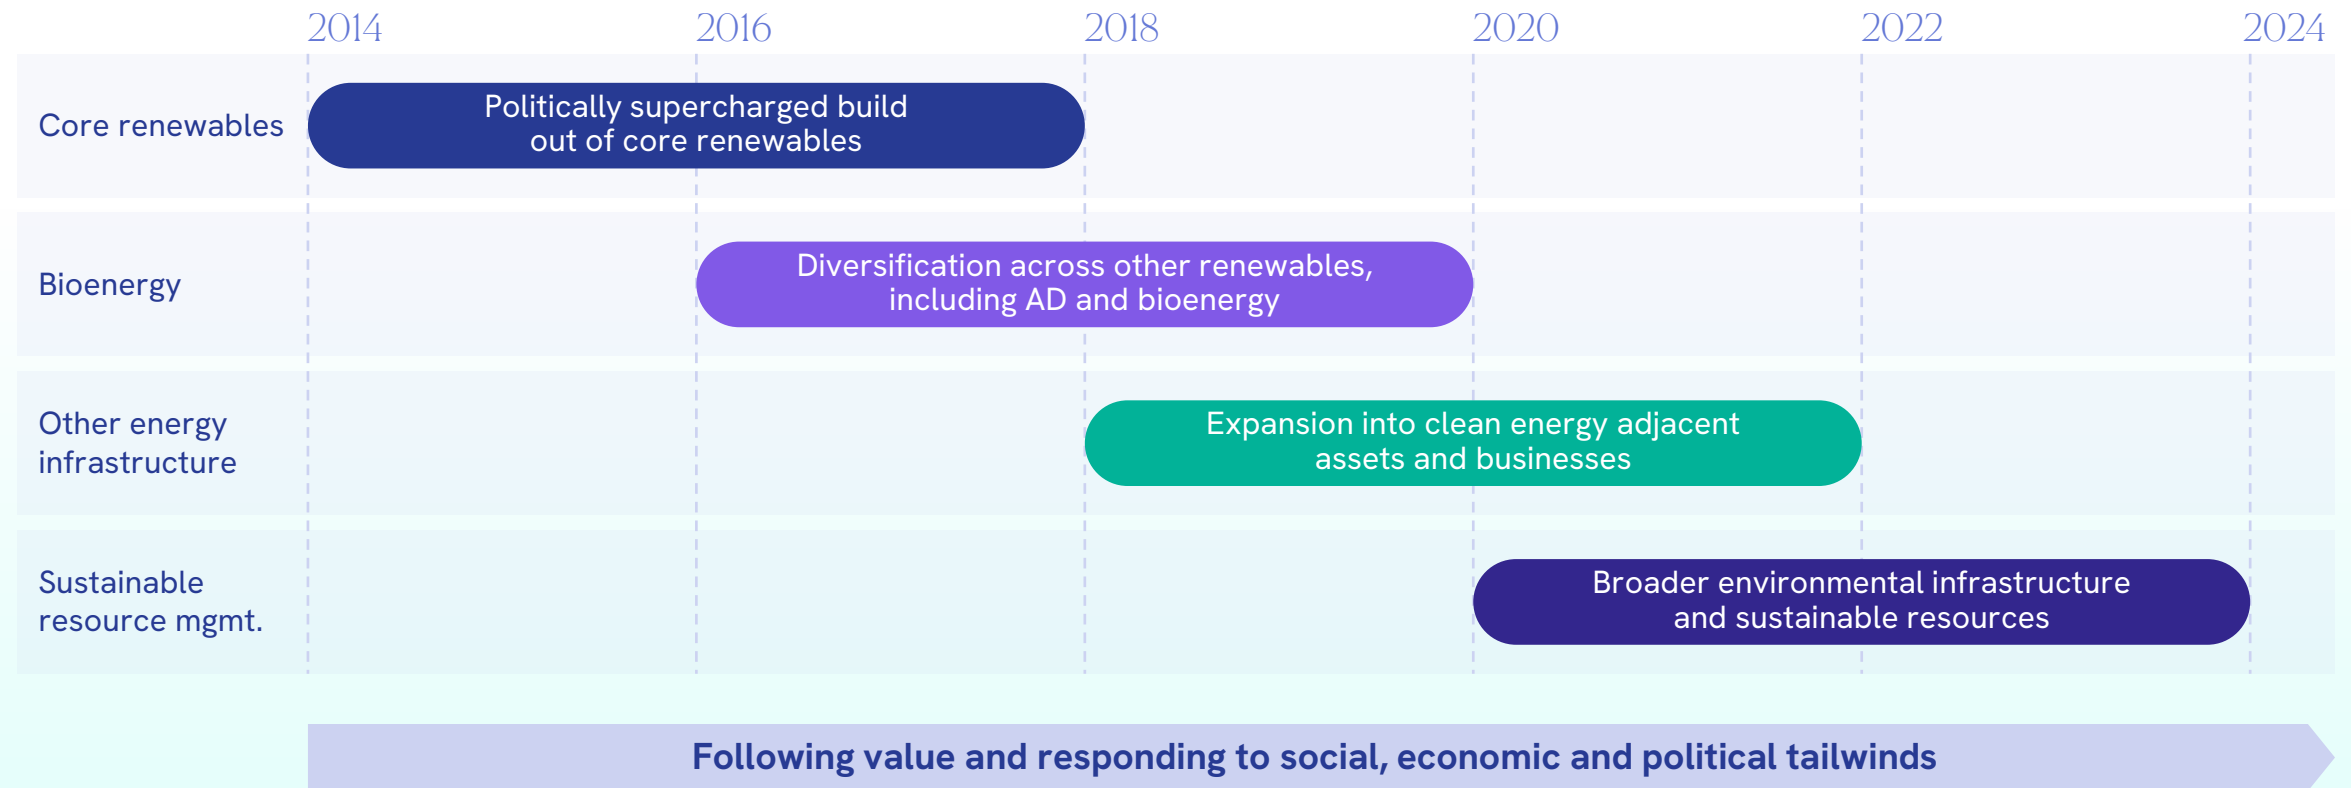 2014 2016 2018 2020 2022 2024
Core renewables
Politically supercharged build
out of core renewables
Bioenergy
Diversification across other renewables,
including AD and bioenergy
Other energy
infrastructure
Expansion into clean energy adjacent
assets and businesses
Sustainable
resource mgmt.
Broader environmental infrastructure
and sustainable resources
Following value and responding to social, economic and political tailwinds